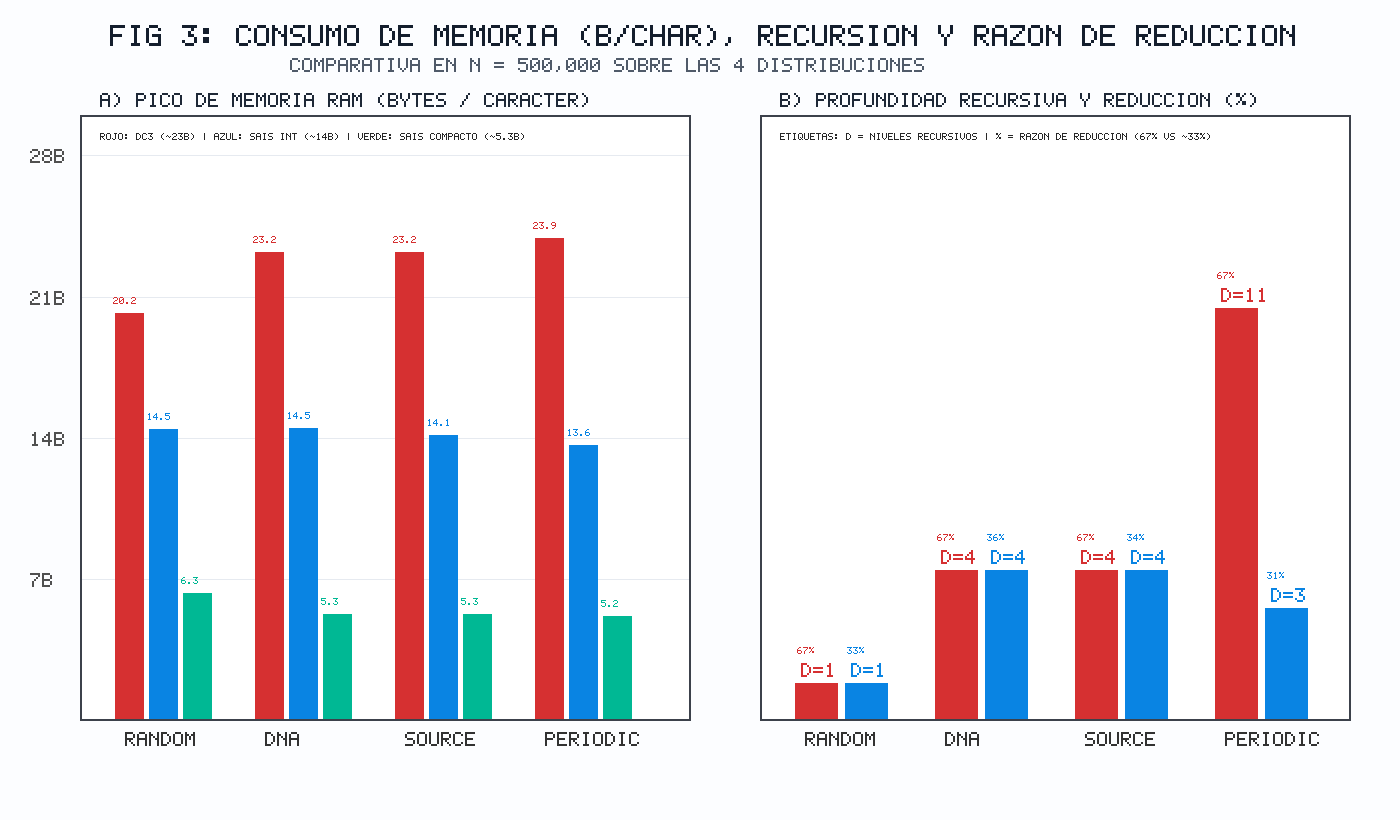 FIG 3: CONSUMO DE MEMORIA (B/CHAR), RECURSION Y RAZON DE REDUCCION
COMPARATIVA EN N = 500,000 SOBRE LAS 4 DISTRIBUCIONES
A) PICO DE MEMORIA RAM (BYTES / CARACTER)
ROJO: DC3 (~23B) | AZUL: SAIS INT (~14B) | VERDE: SAIS COMPACTO (~5.3B)
28B
21B
14B
7B
20.2
14.5
6.3
23.2
14.5
5.3
23.2
14.1
5.3
23.9
13.6
5.2
RANDOM
DNA
SOURCE
PERIODIC
B) PROFUNDIDAD RECURSIVA Y REDUCCION (%)
ETIQUETAS: D = NIVELES RECURSIVOS | % = RAZON DE REDUCCION (67% VS ~33%)
67%
D=1
33%
D=1
67%
D=4
36%
D=4
67%
D=4
34%
D=4
67%
D=11
31%
D=3
RANDOM
DNA
SOURCE
PERIODIC